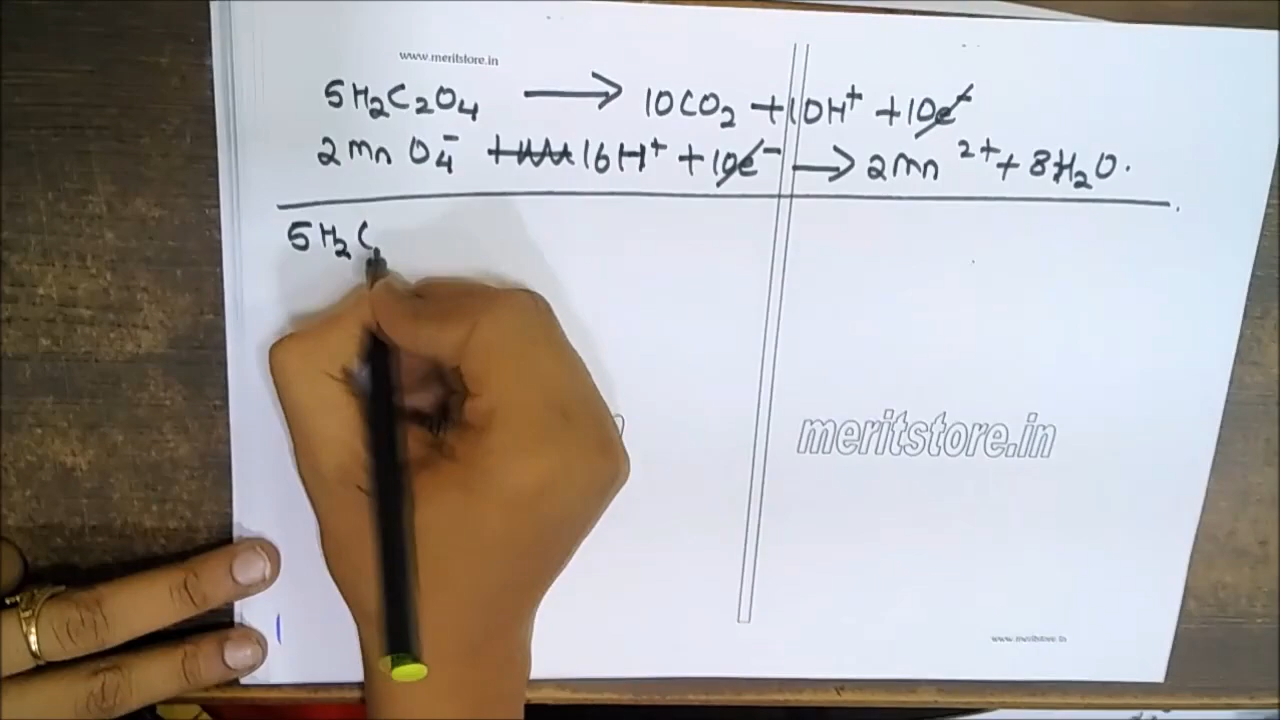 www.meritstore.in
5H₂C₂O₄ ⟶ 10CO₂ + 10H⁺ + 10e⁻
2mnO₄⁻ + 16H⁺ + 10e⁻ ⟶ 2Mn²⁺ + 8H₂O.
5H₂C
meritstore.in
www.meritstore.in